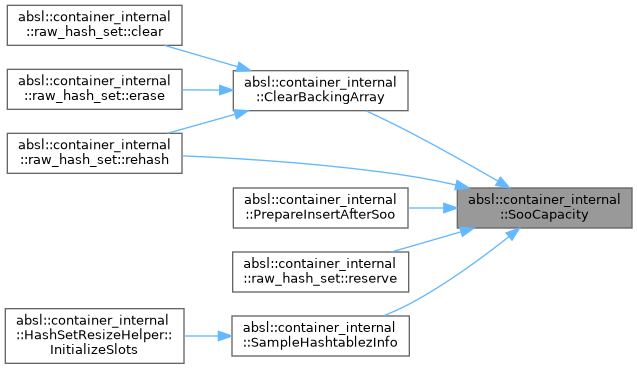 absl::container_internal
::raw_hash_set::clear
absl::container_internal
::raw_hash_set::erase
absl::container_internal
::raw_hash_set::rehash
absl::container_internal
::ClearBackingArray
absl::container_internal
::PrepareInsertAfterSoo
absl::container_internal
::raw_hash_set::reserve
absl::container_internal
::SampleHashtablezInfo
absl::container_internal
::HashSetResizeHelper::
InitializeSlots
absl::container_internal
::SooCapacity